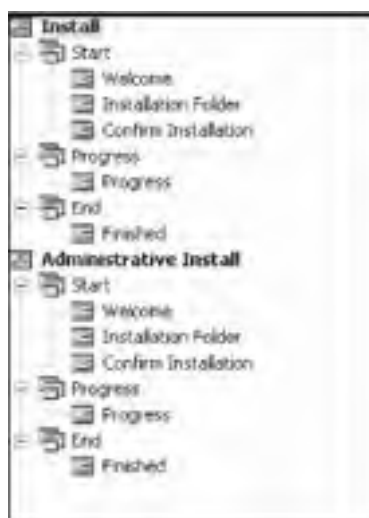 Install
Start
Welcome
Installation Folder
Confirm Installation
Progress
Progress
End
Finished
Administrative Install
Start
Welcome
Installation Folder
Confirm Installation
Progress
Progress
End
Finished